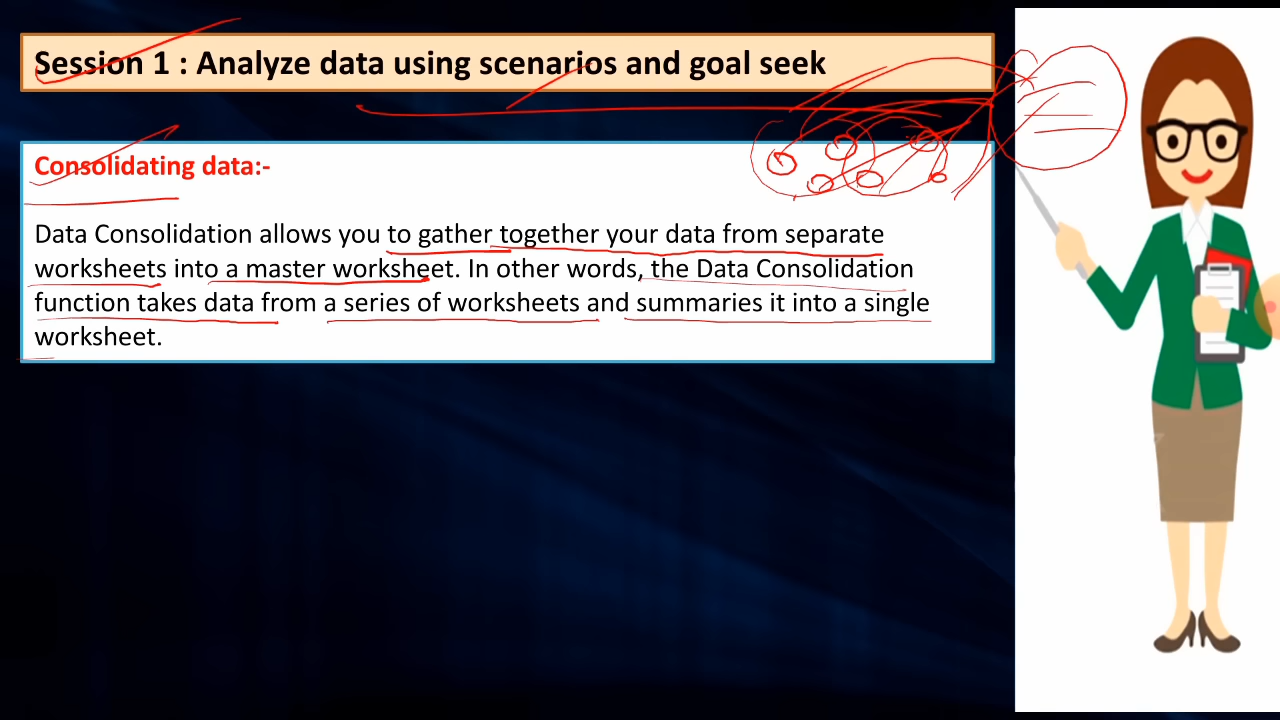 Session 1 : Analyze data using scenarios and goal seek
Consolidating data:-
Data Consolidation allows you to gather together your data from separate
worksheets into a master worksheet. In other words, the Data Consolidation
function takes data from a series of worksheets and summaries it into a single
worksheet.